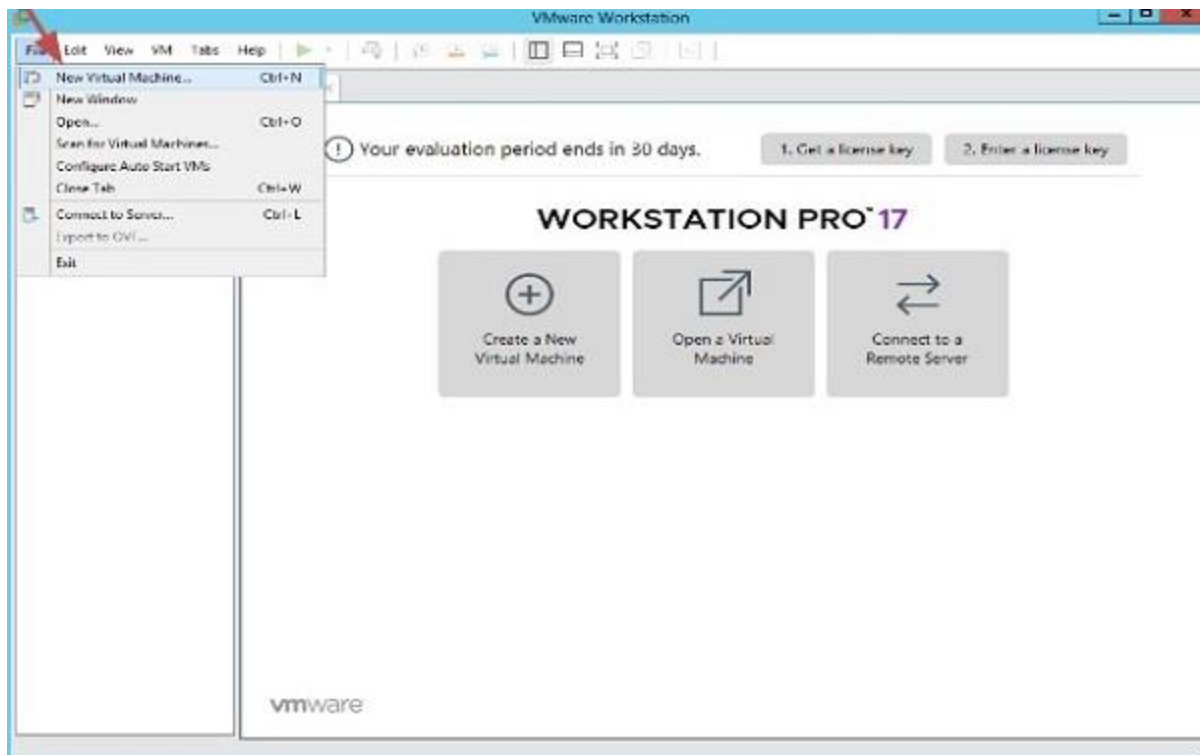 VMware Workstation
File Edit View VM Tabs Help
New Virtual Machine... Ctrl+N
New Window
Open... Ctrl+O
Scan for Virtual Machines...
Configure Auto Start VMs
Close Tab Ctrl+W
Connect to Server... Ctrl+L
Export to OVF...
Exit
! Your evaluation period ends in 30 days.
1. Get a license key
2. Enter a license key
WORKSTATION PRO™ 17
Create a New
Virtual Machine
Open a Virtual
Machine
Connect to a
Remote Server
vmware